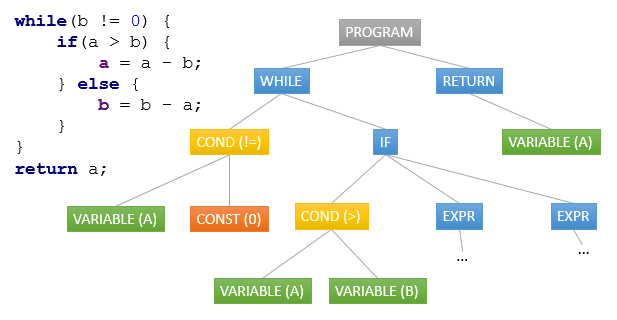 while(b != 0) {
if(a > b) {
a = a - b;
} else {
b = b - a;
}
}
return a;
PROGRAM
WHILE
RETURN
COND (!=)
IF
VARIABLE (A)
VARIABLE (A)
CONST (0)
COND (>)
EXPR
EXPR
...
...
VARIABLE (A)
VARIABLE (B)